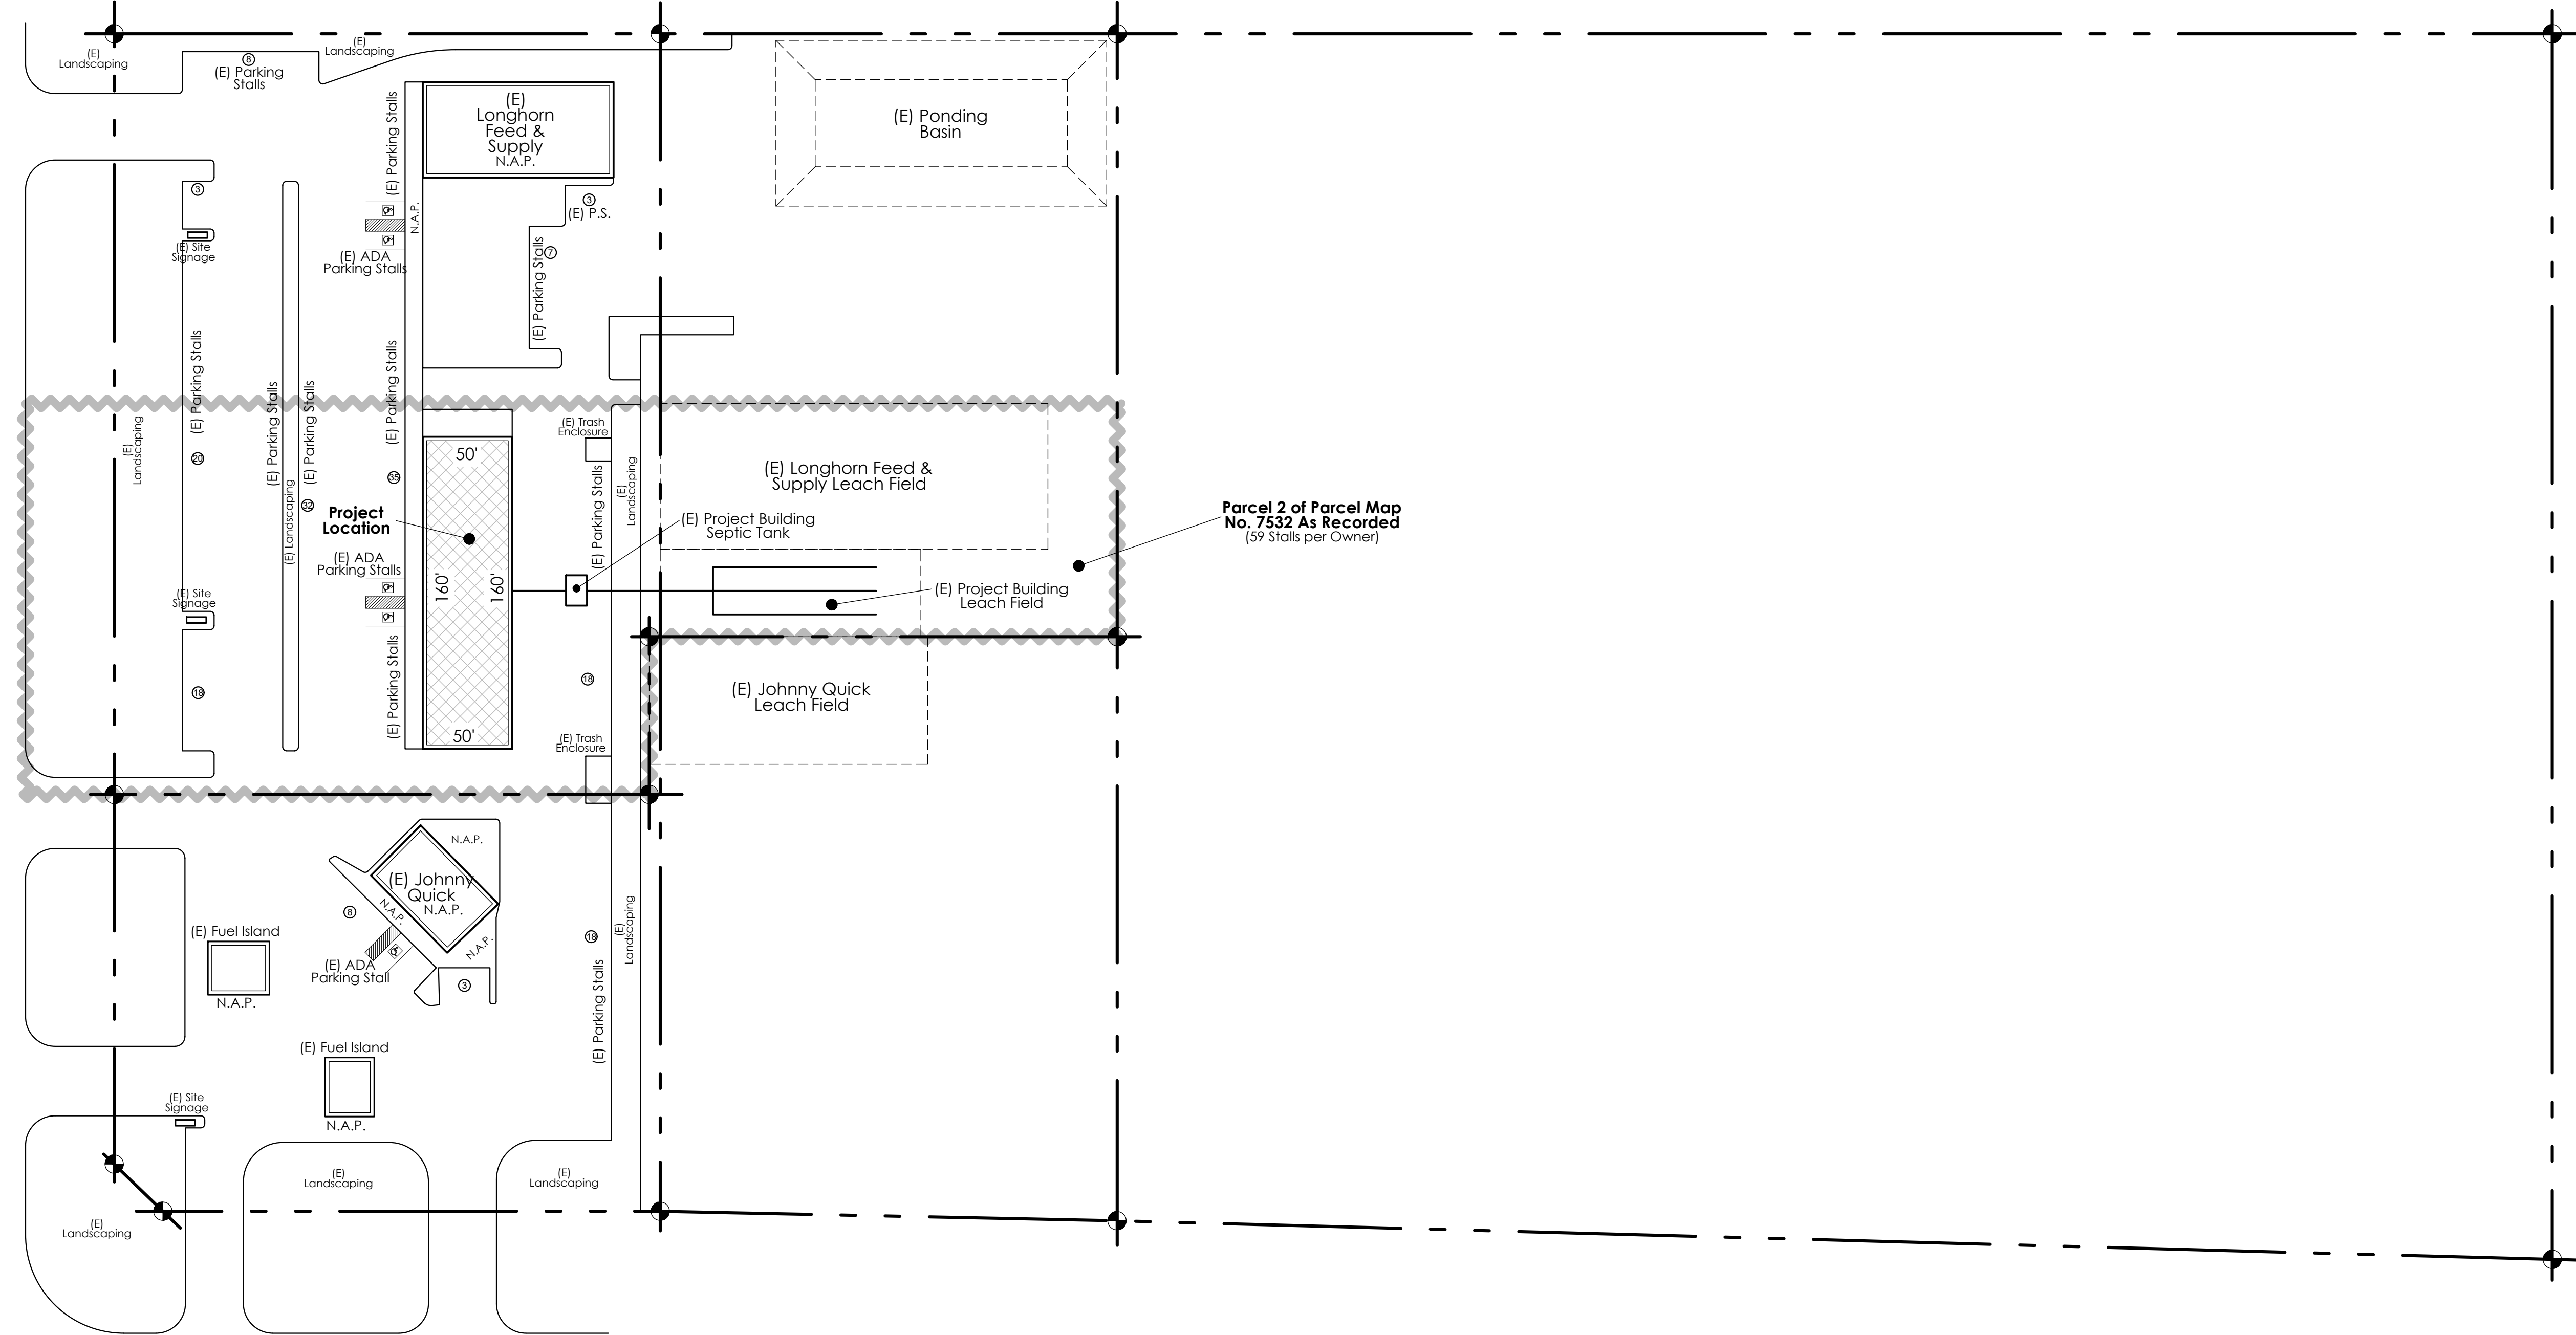 (E)
Landscaping
8
(E) Parking
Stalls
(E)
Landscaping
(E) Parking Stalls
(E)
Longhorn
Feed &
Supply
N.A.P.
(E) Ponding
Basin
3
(E) Site
Signage
N.A.P.
(E) ADA
Parking Stalls
3
(E) P.S.
7
(E) Parking Stalls
(E)
Landscaping
(E) Parking Stalls
20
(E) Parking Stalls
(E) Landscaping
(E) Parking Stalls
32
(E) Parking Stalls
35
Project
Location
(E) ADA
Parking Stalls
(E) Parking Stalls
50'
160'
160'
50'
(E) Trash
Enclosure
(E) Parking Stalls
(E)
Landscaping
(E) Longhorn Feed &
Supply Leach Field
(E) Project Building
Septic Tank
(E) Project Building
Leach Field
Parcel 2 of Parcel Map
No. 7532 As Recorded
(59 Stalls per Owner)
(E) Site
Signage
18
18
(E) Johnny Quick
Leach Field
(E) Trash
Enclosure
N.A.P.
(E) Johnny
Quick
N.A.P.
N.A.P.
N.A.P.
8
(E) ADA
Parking Stall
3
(E) Fuel Island
N.A.P.
18
(E)
Landscaping
(E) Parking Stalls
(E) Fuel Island
N.A.P.
(E) Site
Signage
(E)
Landscaping
(E)
Landscaping
(E)
Landscaping